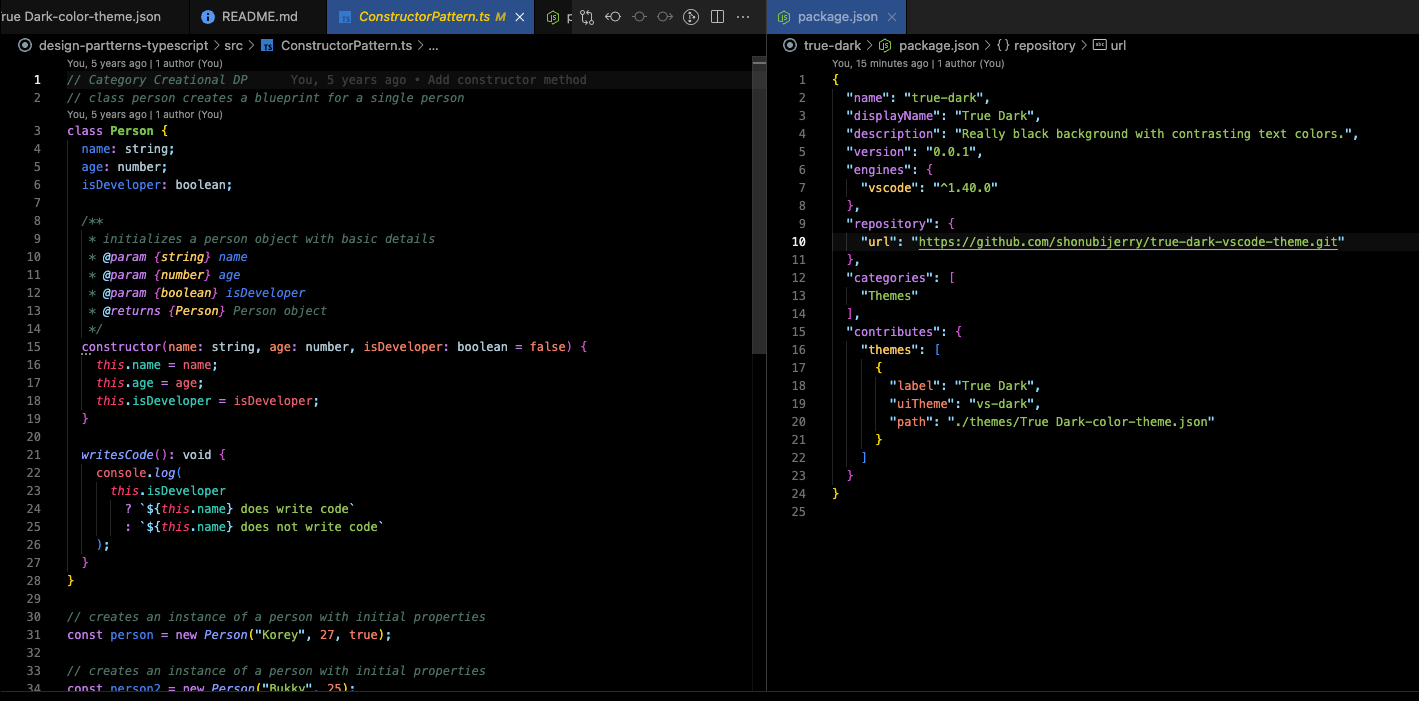 rue Dark-color-theme.json
README.md
TS ConstructorPattern.ts M
package.json
design-partterns-typescript > src > TS ConstructorPattern.ts > ...
You, 5 years ago | 1 author (You)
1 // Category Creational DP You, 5 years ago • Add constructor method
2 // class person creates a blueprint for a single person
You, 5 years ago | 1 author (You)
3 class Person {
4 name: string;
5 age: number;
6 isDeveloper: boolean;
7
8 /**
9 * initializes a person object with basic details
10 * @param {string} name
11 * @param {number} age
12 * @param {boolean} isDeveloper
13 * @returns {Person} Person object
14 */
15 constructor(name: string, age: number, isDeveloper: boolean = false) {
16 this.name = name;
17 this.age = age;
18 this.isDeveloper = isDeveloper;
19 }
20
21 writesCode(): void {
22 console.log(
23 this.isDeveloper
24 ? `${this.name} does write code`
25 : `${this.name} does not write code`
26 );
27 }
28 }
29
30 // creates an instance of a person with initial properties
31 const person = new Person("Korey", 27, true);
32
33 // creates an instance of a person with initial properties
34 const person2 = new Person("Bukky", 25);
true-dark > package.json > {} repository > abc url
You, 15 minutes ago | 1 author (You)
1 {
2 "name": "true-dark",
3 "displayName": "True Dark",
4 "description": "Really black background with contrasting text colors.",
5 "version": "0.0.1",
6 "engines": {
7 "vscode": "^1.40.0"
8 },
9 "repository": {
10 "url": "https://github.com/shonubijerry/true-dark-vscode-theme.git"
11 },
12 "categories": [
13 "Themes"
14 ],
15 "contributes": {
16 "themes": [
17 {
18 "label": "True Dark",
19 "uiTheme": "vs-dark",
20 "path": "./themes/True Dark-color-theme.json"
21 }
22 ]
23 }
24 }
25